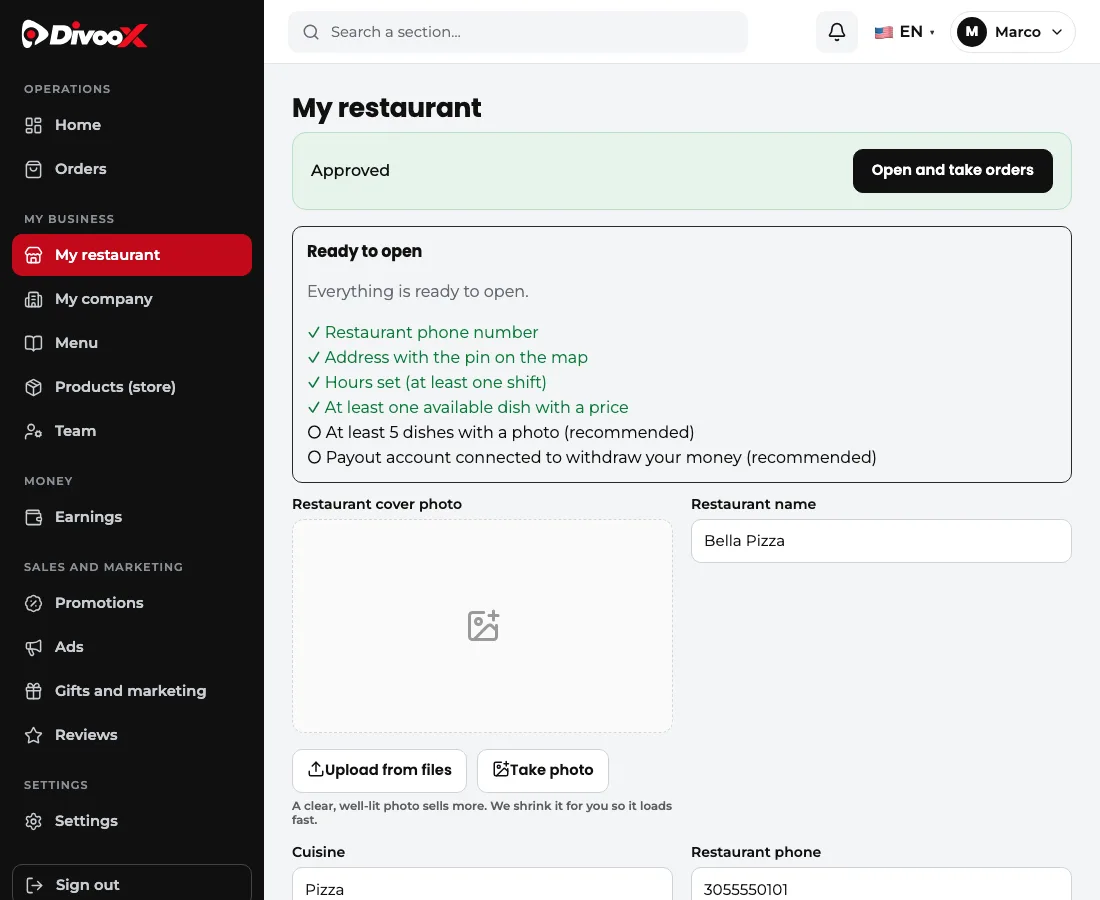 DivooX
Search a section...
EN
M
Marco
OPERATIONS
Home
Orders
MY BUSINESS
My restaurant
My company
Menu
Products (store)
Team
MONEY
Earnings
SALES AND MARKETING
Promotions
Ads
Gifts and marketing
Reviews
SETTINGS
Settings
Sign out
My restaurant
Approved
Open and take orders
Ready to open
Everything is ready to open.
✓ Restaurant phone number
✓ Address with the pin on the map
✓ Hours set (at least one shift)
✓ At least one available dish with a price
○ At least 5 dishes with a photo (recommended)
○ Payout account connected to withdraw your money (recommended)
Restaurant cover photo
Upload from files
Take photo
A clear, well-lit photo sells more. We shrink it for you so it loads
fast.
Restaurant name
Bella Pizza
Cuisine
Pizza
Restaurant phone
3055550101